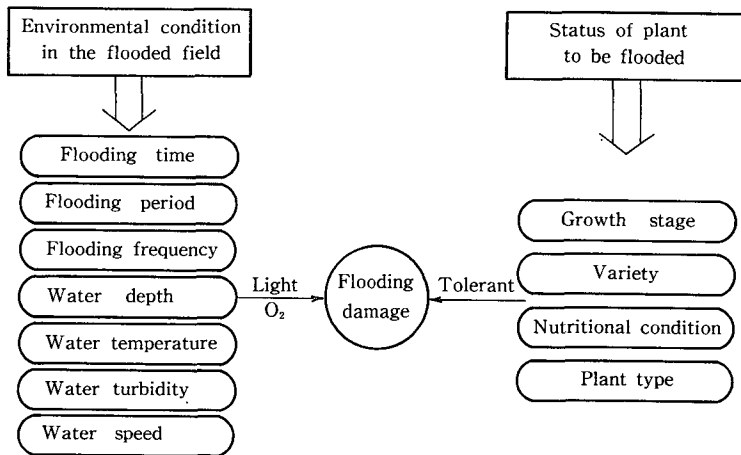 Environmental condition
in the flooded field
Status of plant
to be flooded
Flooding time
Flooding period
Flooding frequency
Water depth
Water temperature
Water turbidity
Water speed
Light
O₂
Flooding
damage
Tolerant
Growth stage
Variety
Nutritional condition
Plant type